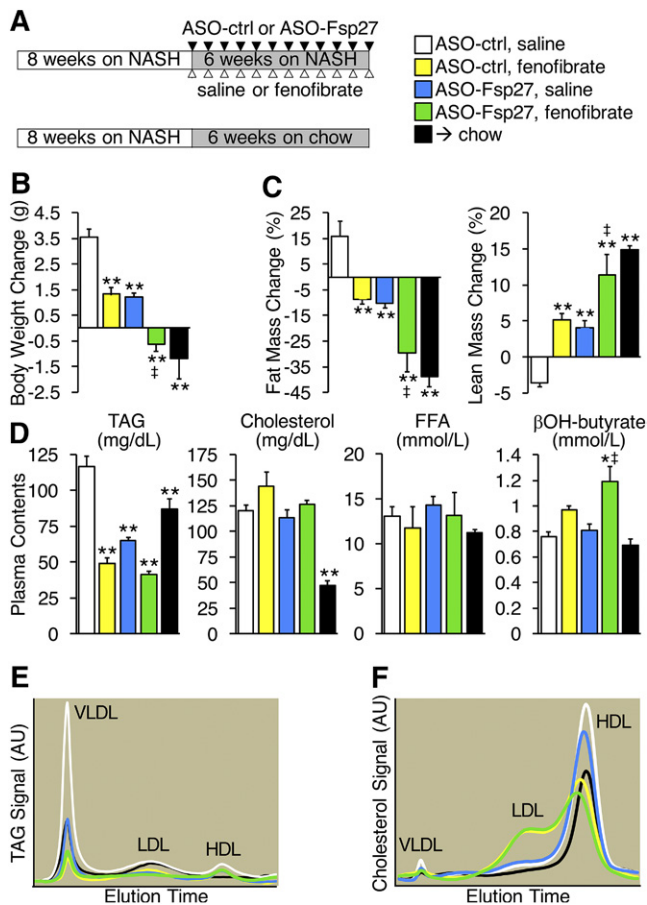 A
ASO-ctrl or ASO-Fsp27
8 weeks on NASH 6 weeks on NASH
saline or fenofibrate
8 weeks on NASH 6 weeks on chow
ASO-ctrl, saline
ASO-ctrl, fenofibrate
ASO-Fsp27, saline
ASO-Fsp27, fenofibrate
→ chow
B
Body Weight Change (g)
4.5
3.5
2.5
1.5
0.5
-0.5
-1.5
-2.5
** **
**
‡
**
C
Fat Mass Change (%)
25
15
5
-5
-15
-25
-35
-45
** **
**
‡
**
Lean Mass Change (%)
20
15
10
5
0
-5
** **
‡
**
**
D
Plasma Contents
TAG
(mg/dL)
125
100
75
50
25
0
** ** ** **
Cholesterol
(mg/dL)
175
150
125
100
75
50
25
0
**
FFA
(mmol/L)
20
15
10
5
0
βOH-butyrate
(mmol/L)
1.4
1.2
1
0.8
0.6
0.4
0.2
0
*‡
E
TAG Signal (AU)
VLDL
LDL
HDL
Elution Time
F
Cholesterol Signal (AU)
VLDL
LDL
HDL
Elution Time